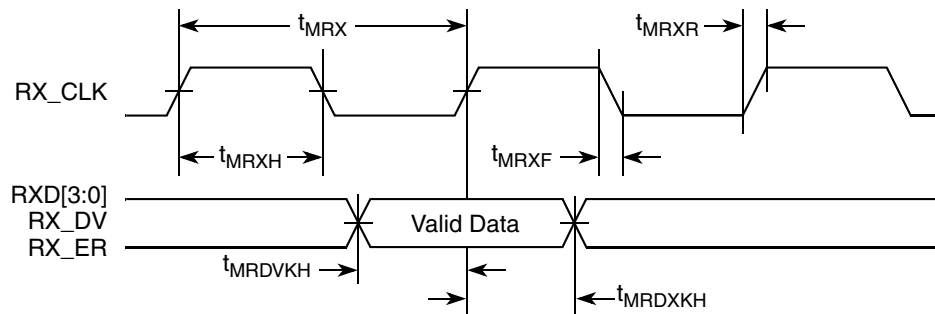 tMRX
tMRXR
RX_CLK
tMRXH
tMRXF
RXD[3:0]
RX_DV
Valid Data
RX_ER
tMRDVKH
tMRDXKH